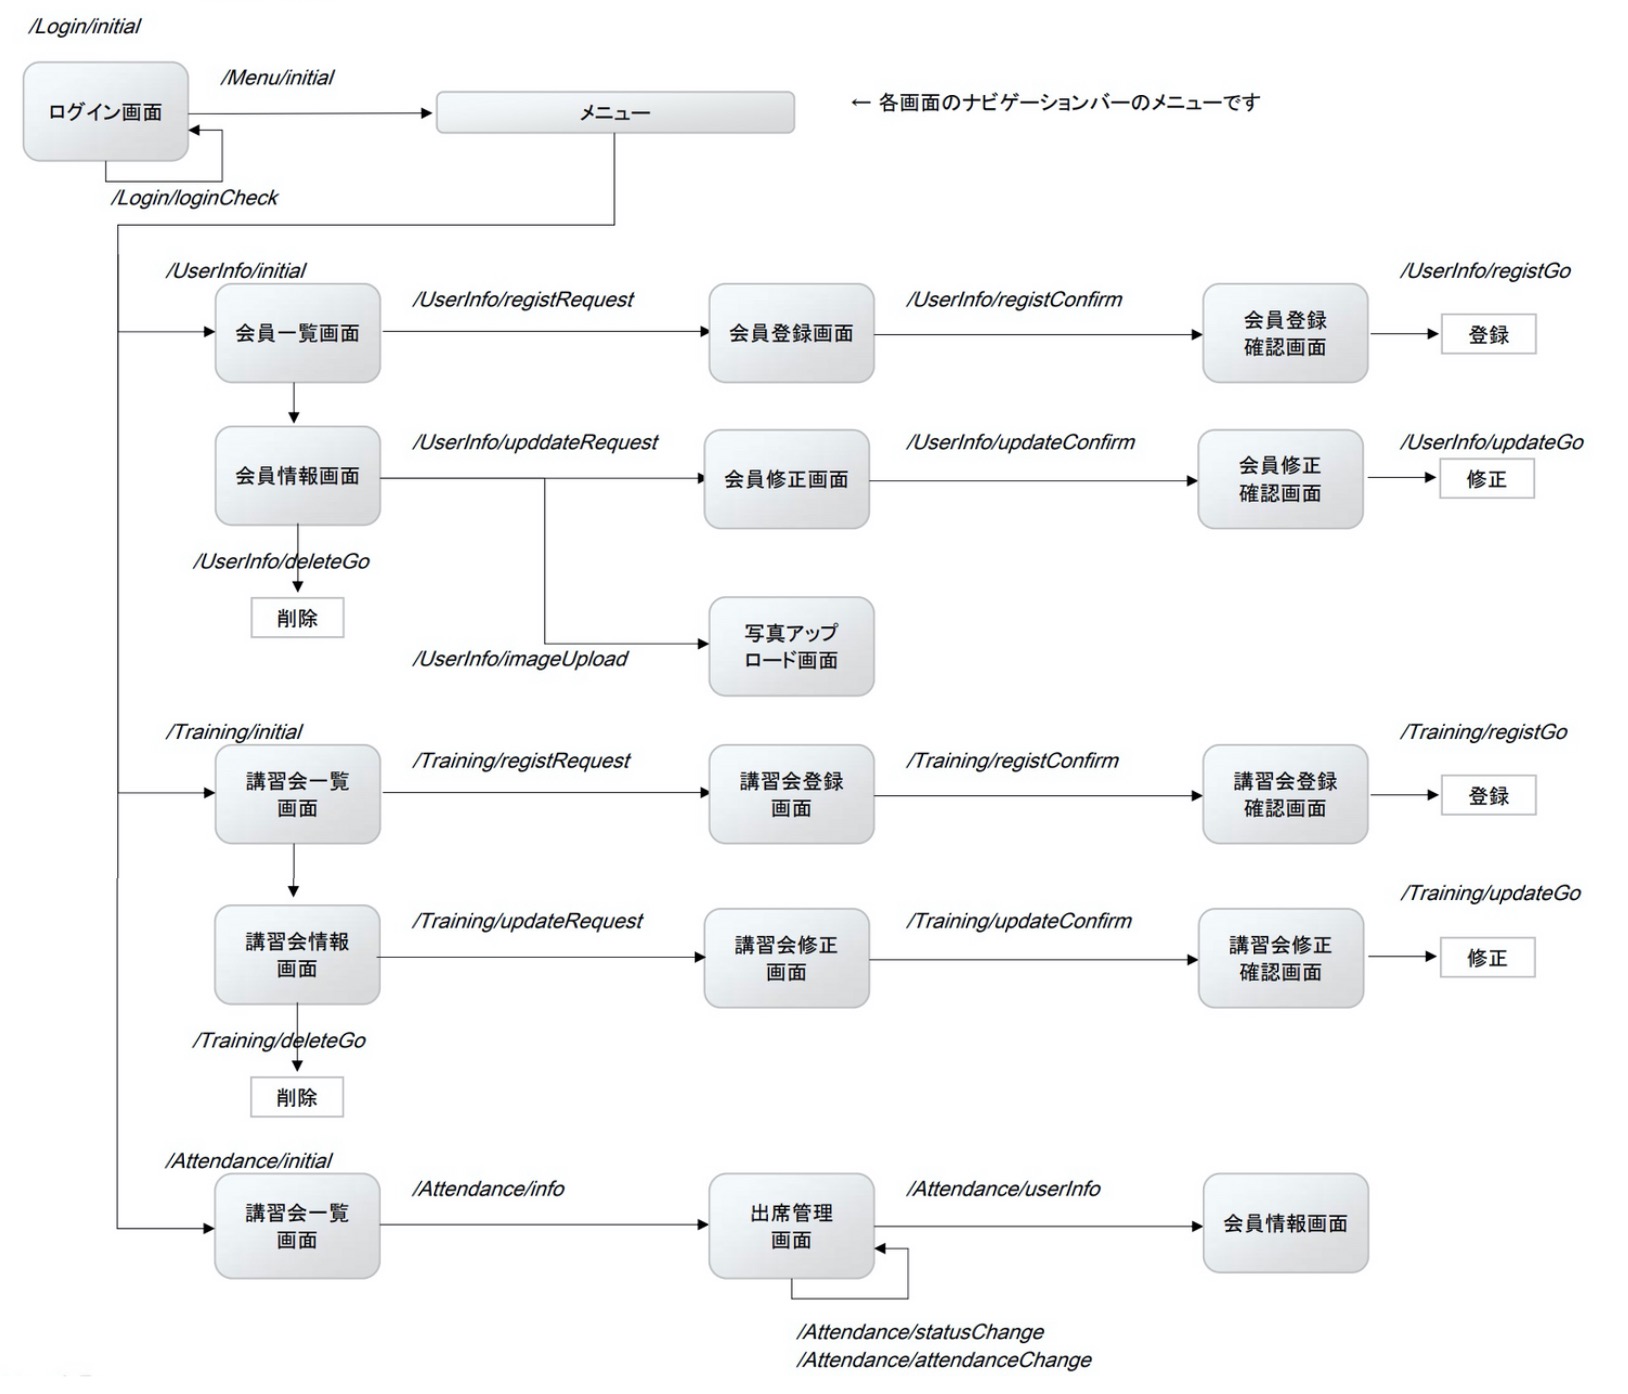 /Login/initial
/Menu/initial
ログイン画面
メニュー
← 各画面のナビゲーションバーのメニューです
/Login/loginCheck
/UserInfo/initial
/UserInfo/registRequest
/UserInfo/registConfirm
/UserInfo/registGo
会員一覧画面
会員登録画面
会員登録
確認画面
登録
/UserInfo/upddateRequest
/UserInfo/updateConfirm
/UserInfo/updateGo
会員情報画面
会員修正画面
会員修正
確認画面
修正
/UserInfo/deleteGo
削除
/UserInfo/imageUpload
写真アップ
ロード画面
/Training/initial
/Training/registRequest
/Training/registConfirm
/Training/registGo
講習会一覧
画面
講習会登録
画面
講習会登録
確認画面
登録
/Training/updateRequest
/Training/updateConfirm
/Training/updateGo
講習会情報
画面
講習会修正
画面
講習会修正
確認画面
修正
/Training/deleteGo
削除
/Attendance/initial
/Attendance/info
/Attendance/userInfo
講習会一覧
画面
出席管理
画面
会員情報画面
/Attendance/statusChange
/Attendance/attendanceChange